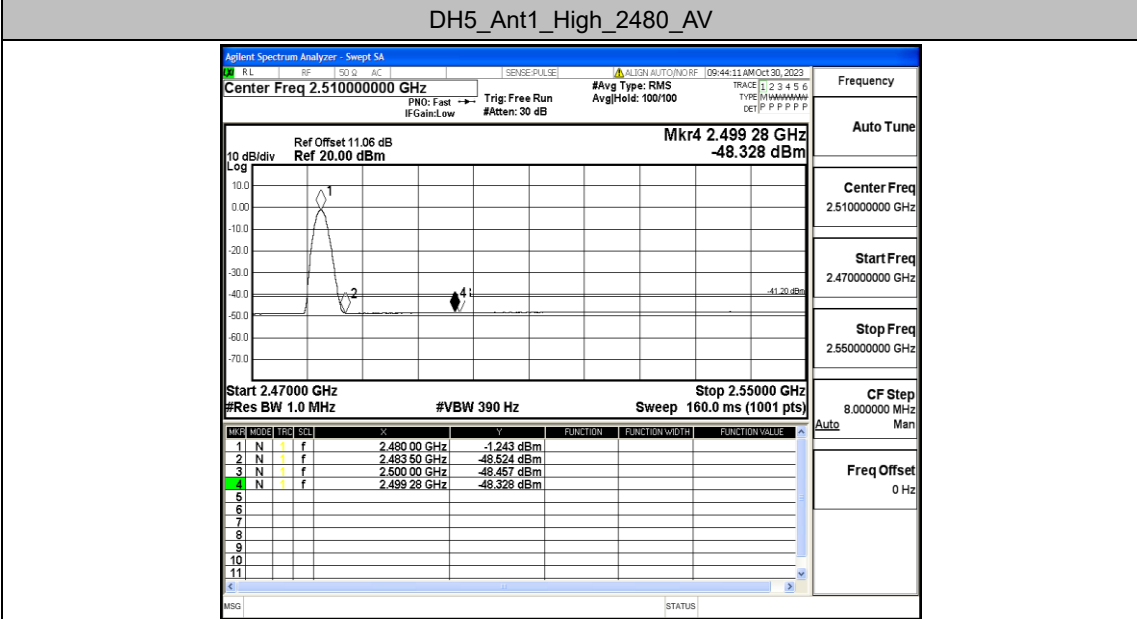 DH5_Ant1_High_2480_AV
Agilent Spectrum Analyzer - Swept SA
RL RF 50 Ω AC SENSE:PULSE ALIGN AUTO/NO RF 09:44:11 AM Oct 30, 2023
Center Freq 2.510000000 GHz
PNO: Fast
IFGain:Low
Trig: Free Run
#Atten: 30 dB
#Avg Type: RMS
Avg|Hold: 100/100
TRACE 1 2 3 4 5 6
TYPE MWWWWW
DET P P P P P P
Mkr4 2.499 28 GHz
-48.328 dBm
Ref Offset 11.06 dB
10 dB/div Ref 20.00 dBm
Log
10.0
0.00
-10.0
-20.0
-30.0
-40.0
-50.0
-60.0
-70.0
1
2
4
-41.20 dBm
Start 2.47000 GHz Stop 2.55000 GHz
#Res BW 1.0 MHz #VBW 390 Hz Sweep 160.0 ms (1001 pts)
MKR MODE TRC SCL X Y FUNCTION FUNCTION WIDTH FUNCTION VALUE
1 N 1 f 2.480 00 GHz -1.243 dBm
2 N 1 f 2.483 50 GHz -48.524 dBm
3 N 1 f 2.500 00 GHz -48.457 dBm
4 N 1 f 2.499 28 GHz -48.328 dBm
5
6
7
8
9
10
11
MSG STATUS
Frequency
Auto Tune
Center Freq
2.510000000 GHz
Start Freq
2.470000000 GHz
Stop Freq
2.550000000 GHz
CF Step
8.000000 MHz
Auto Man
Freq Offset
0 Hz